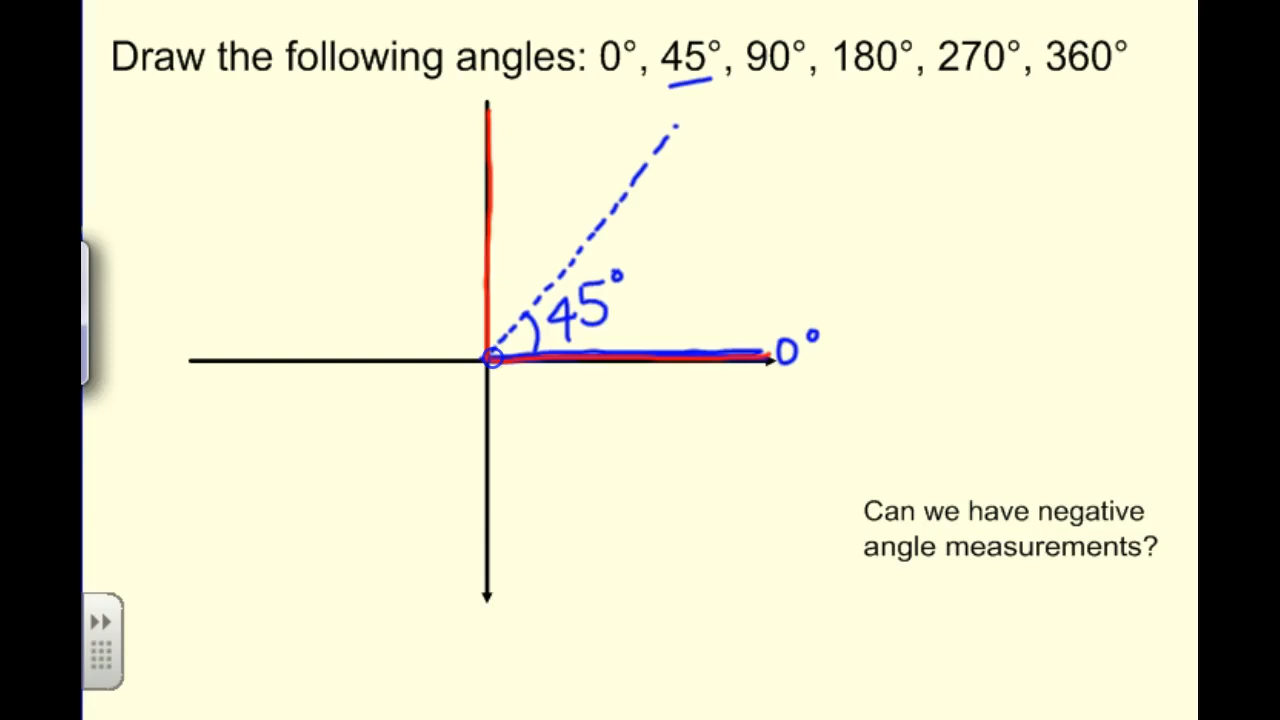 Draw the following angles: 0°, 45°, 90°, 180°, 270°, 360°
45°
0°
Can we have negative
angle measurements?